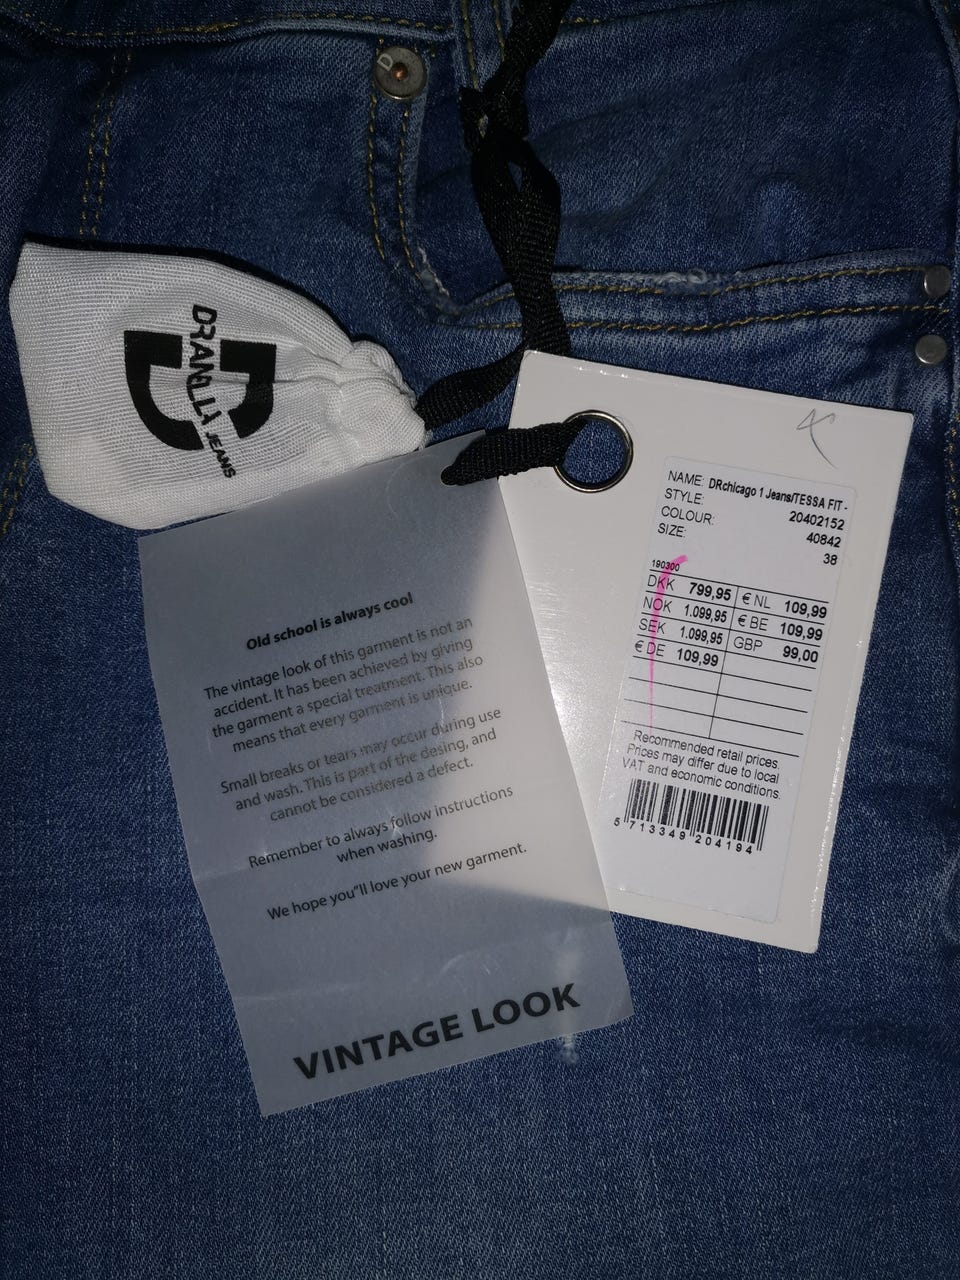 D
DRANELLA
JEANS
Old school is always cool
The vintage look of this garment is not an
accident. It has been achieved by giving
the garment a special treatment. This also
means that every garment is unique.
Small breaks or tears may occur during use
and wash. This is part of the desing, and
cannot be considered a defect.
Remember to always follow instructions
when washing.
We hope you"ll love your new garment.
VINTAGE LOOK
NAME: DRchicago 1 Jeans/TESSA FIT -
STYLE: 20402152
COLOUR: 40842
SIZE: 38
190300
DKK 799,95 € NL 109,99
NOK 1.099,95 € BE 109,99
SEK 1.099,95 GBP 99,00
€ DE 109,99
Recommended retail prices.
Prices may differ due to local
VAT and economic conditions.
5 713349 204194